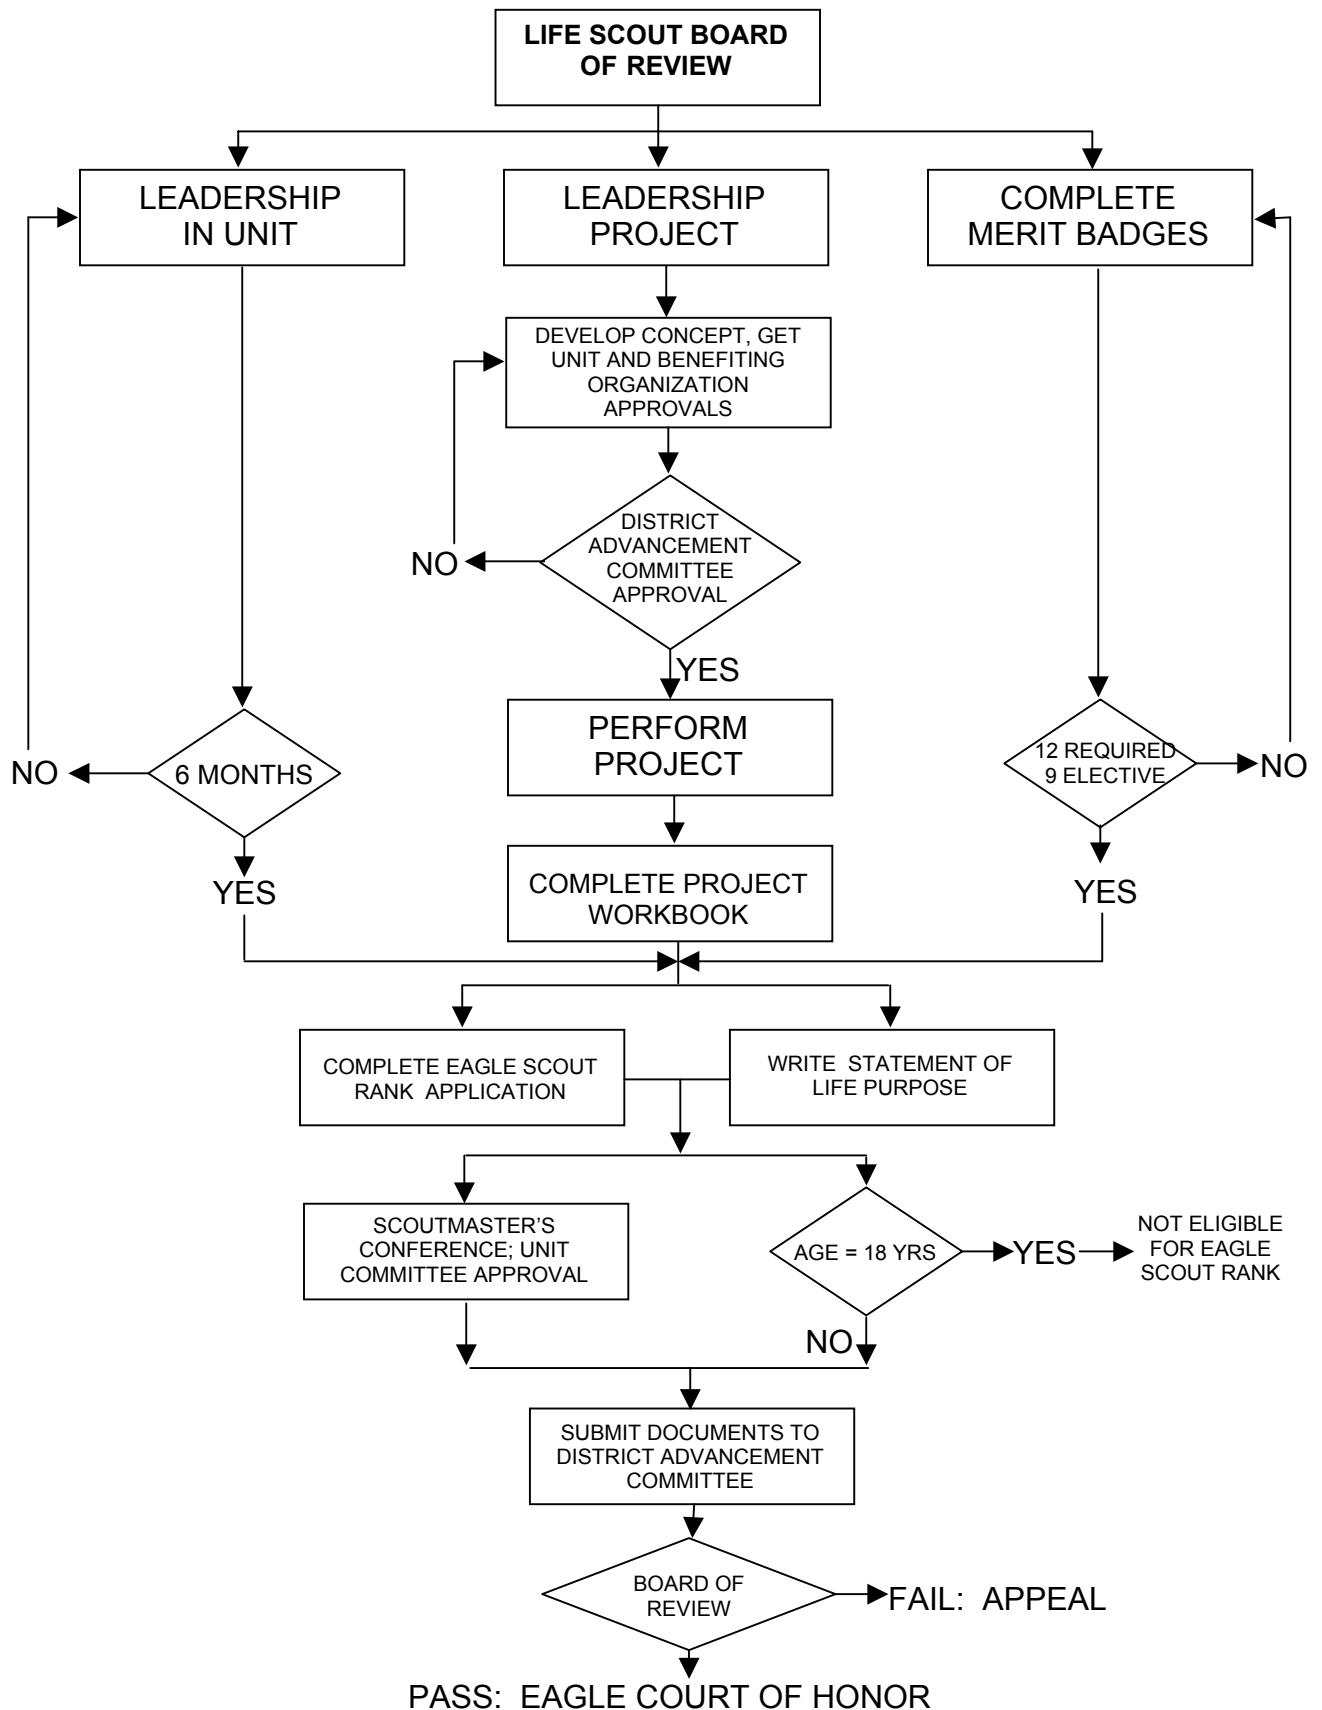 LIFE SCOUT BOARD
OF REVIEW
LEADERSHIP
IN UNIT
LEADERSHIP
PROJECT
COMPLETE
MERIT BADGES
DEVELOP CONCEPT, GET
UNIT AND BENEFITING
ORGANIZATION
APPROVALS
DISTRICT
ADVANCEMENT
COMMITTEE
APPROVAL
NO
YES
PERFORM
PROJECT
6 MONTHS
NO
12 REQUIRED
9 ELECTIVE
NO
YES
COMPLETE PROJECT
WORKBOOK
YES
COMPLETE EAGLE SCOUT
RANK APPLICATION
WRITE STATEMENT OF
LIFE PURPOSE
SCOUTMASTER'S
CONFERENCE; UNIT
COMMITTEE APPROVAL
AGE = 18 YRS
YES
NOT ELIGIBLE
FOR EAGLE
SCOUT RANK
NO
SUBMIT DOCUMENTS TO
DISTRICT ADVANCEMENT
COMMITTEE
BOARD OF
REVIEW
FAIL: APPEAL
PASS: EAGLE COURT OF HONOR